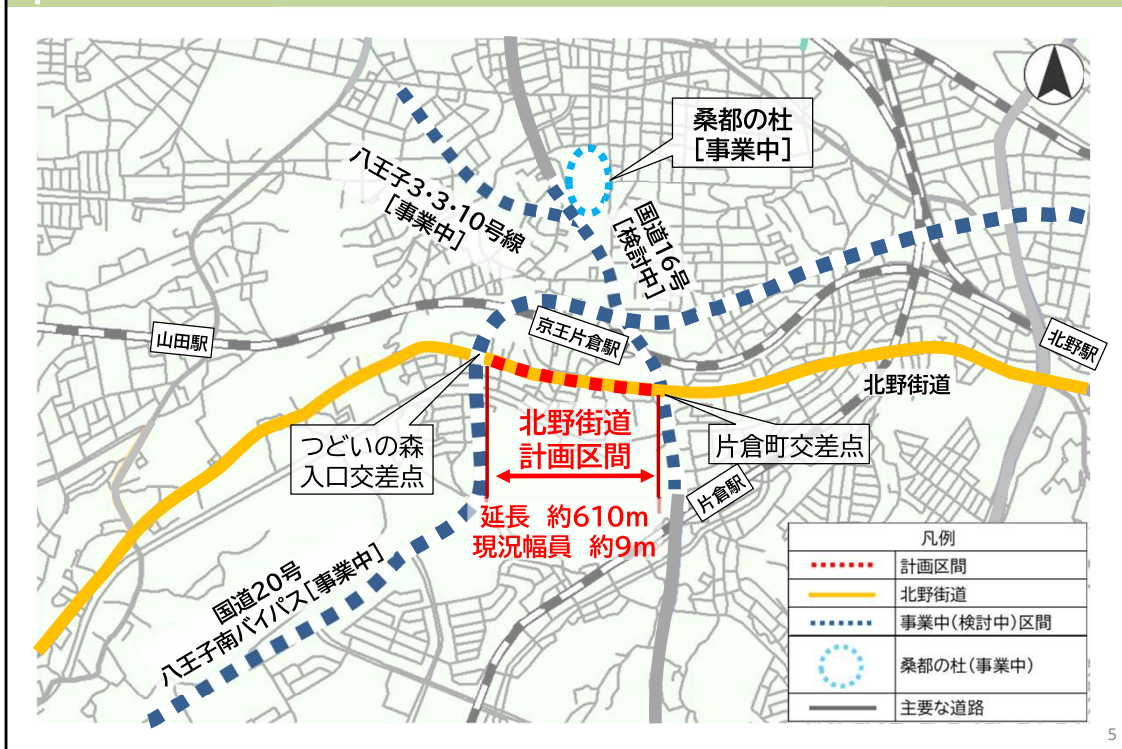 桑都の杜
[事業中]
八王子3・3・10号線
[事業中]
国道16号
[検討中]
山田駅
京王片倉駅
北野駅
北野街道
つどいの森
入口交差点
北野街道
計画区間
片倉町交差点
片倉駅
延長 約610m
現況幅員 約9m
国道20号
八王子南バイパス[事業中]
凡例
計画区間
北野街道
事業中(検討中)区間
桑都の杜(事業中)
主要な道路
5